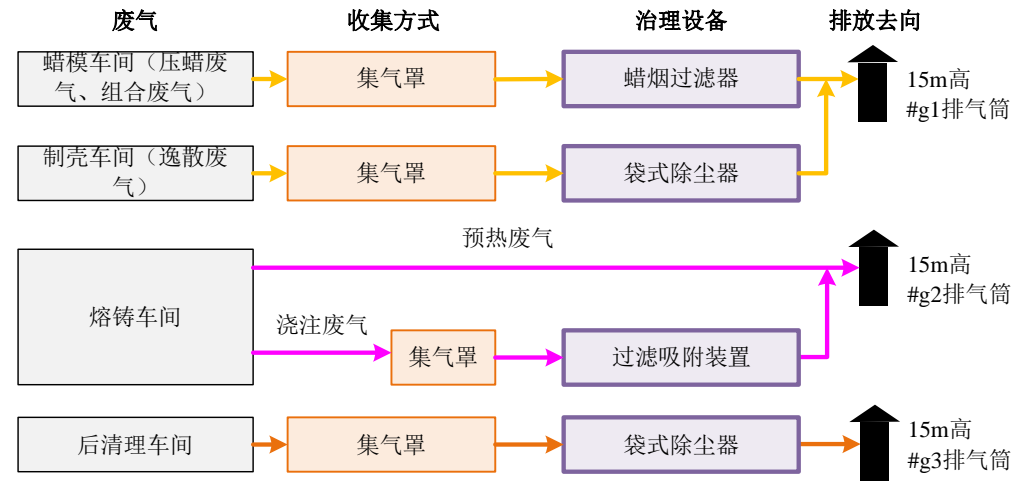 废气
收集方式
治理设备
排放去向
蜡模车间（压蜡废
气、组合废气）
集气罩
蜡烟过滤器
15m高
#g1排气筒
制壳车间（逸散废
气）
集气罩
袋式除尘器
熔铸车间
预热废气
15m高
#g2排气筒
浇注废气
集气罩
过滤吸附装置
后清理车间
集气罩
袋式除尘器
15m高
#g3排气筒